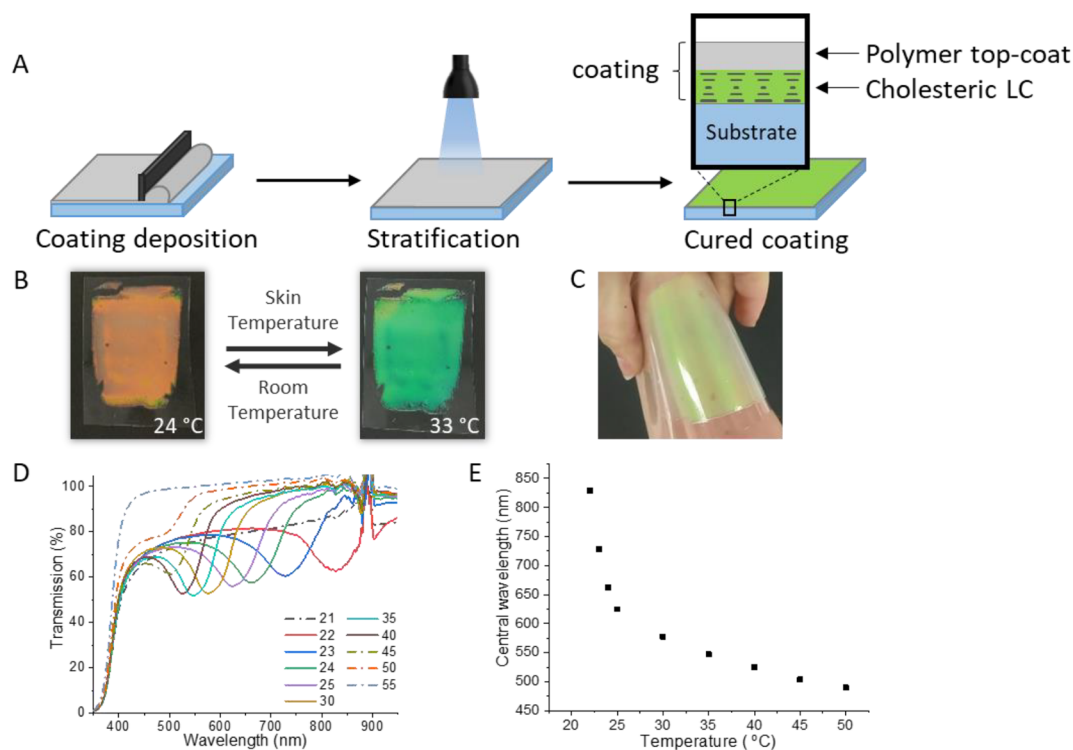 A
coating
Polymer top-coat
Cholesteric LC
Substrate
Coating deposition
Stratification
Cured coating
B
Skin
Temperature
Room
Temperature
24 °C
33 °C
C
D
Transmission (%)
100
80
60
40
20
0
21
22
23
24
25
30
35
40
45
50
55
400 500 600 700 800 900
Wavelength (nm)
E
Central wavelength (nm)
850
800
750
700
650
600
550
500
450
20 25 30 35 40 45 50
Temperature ( °C)